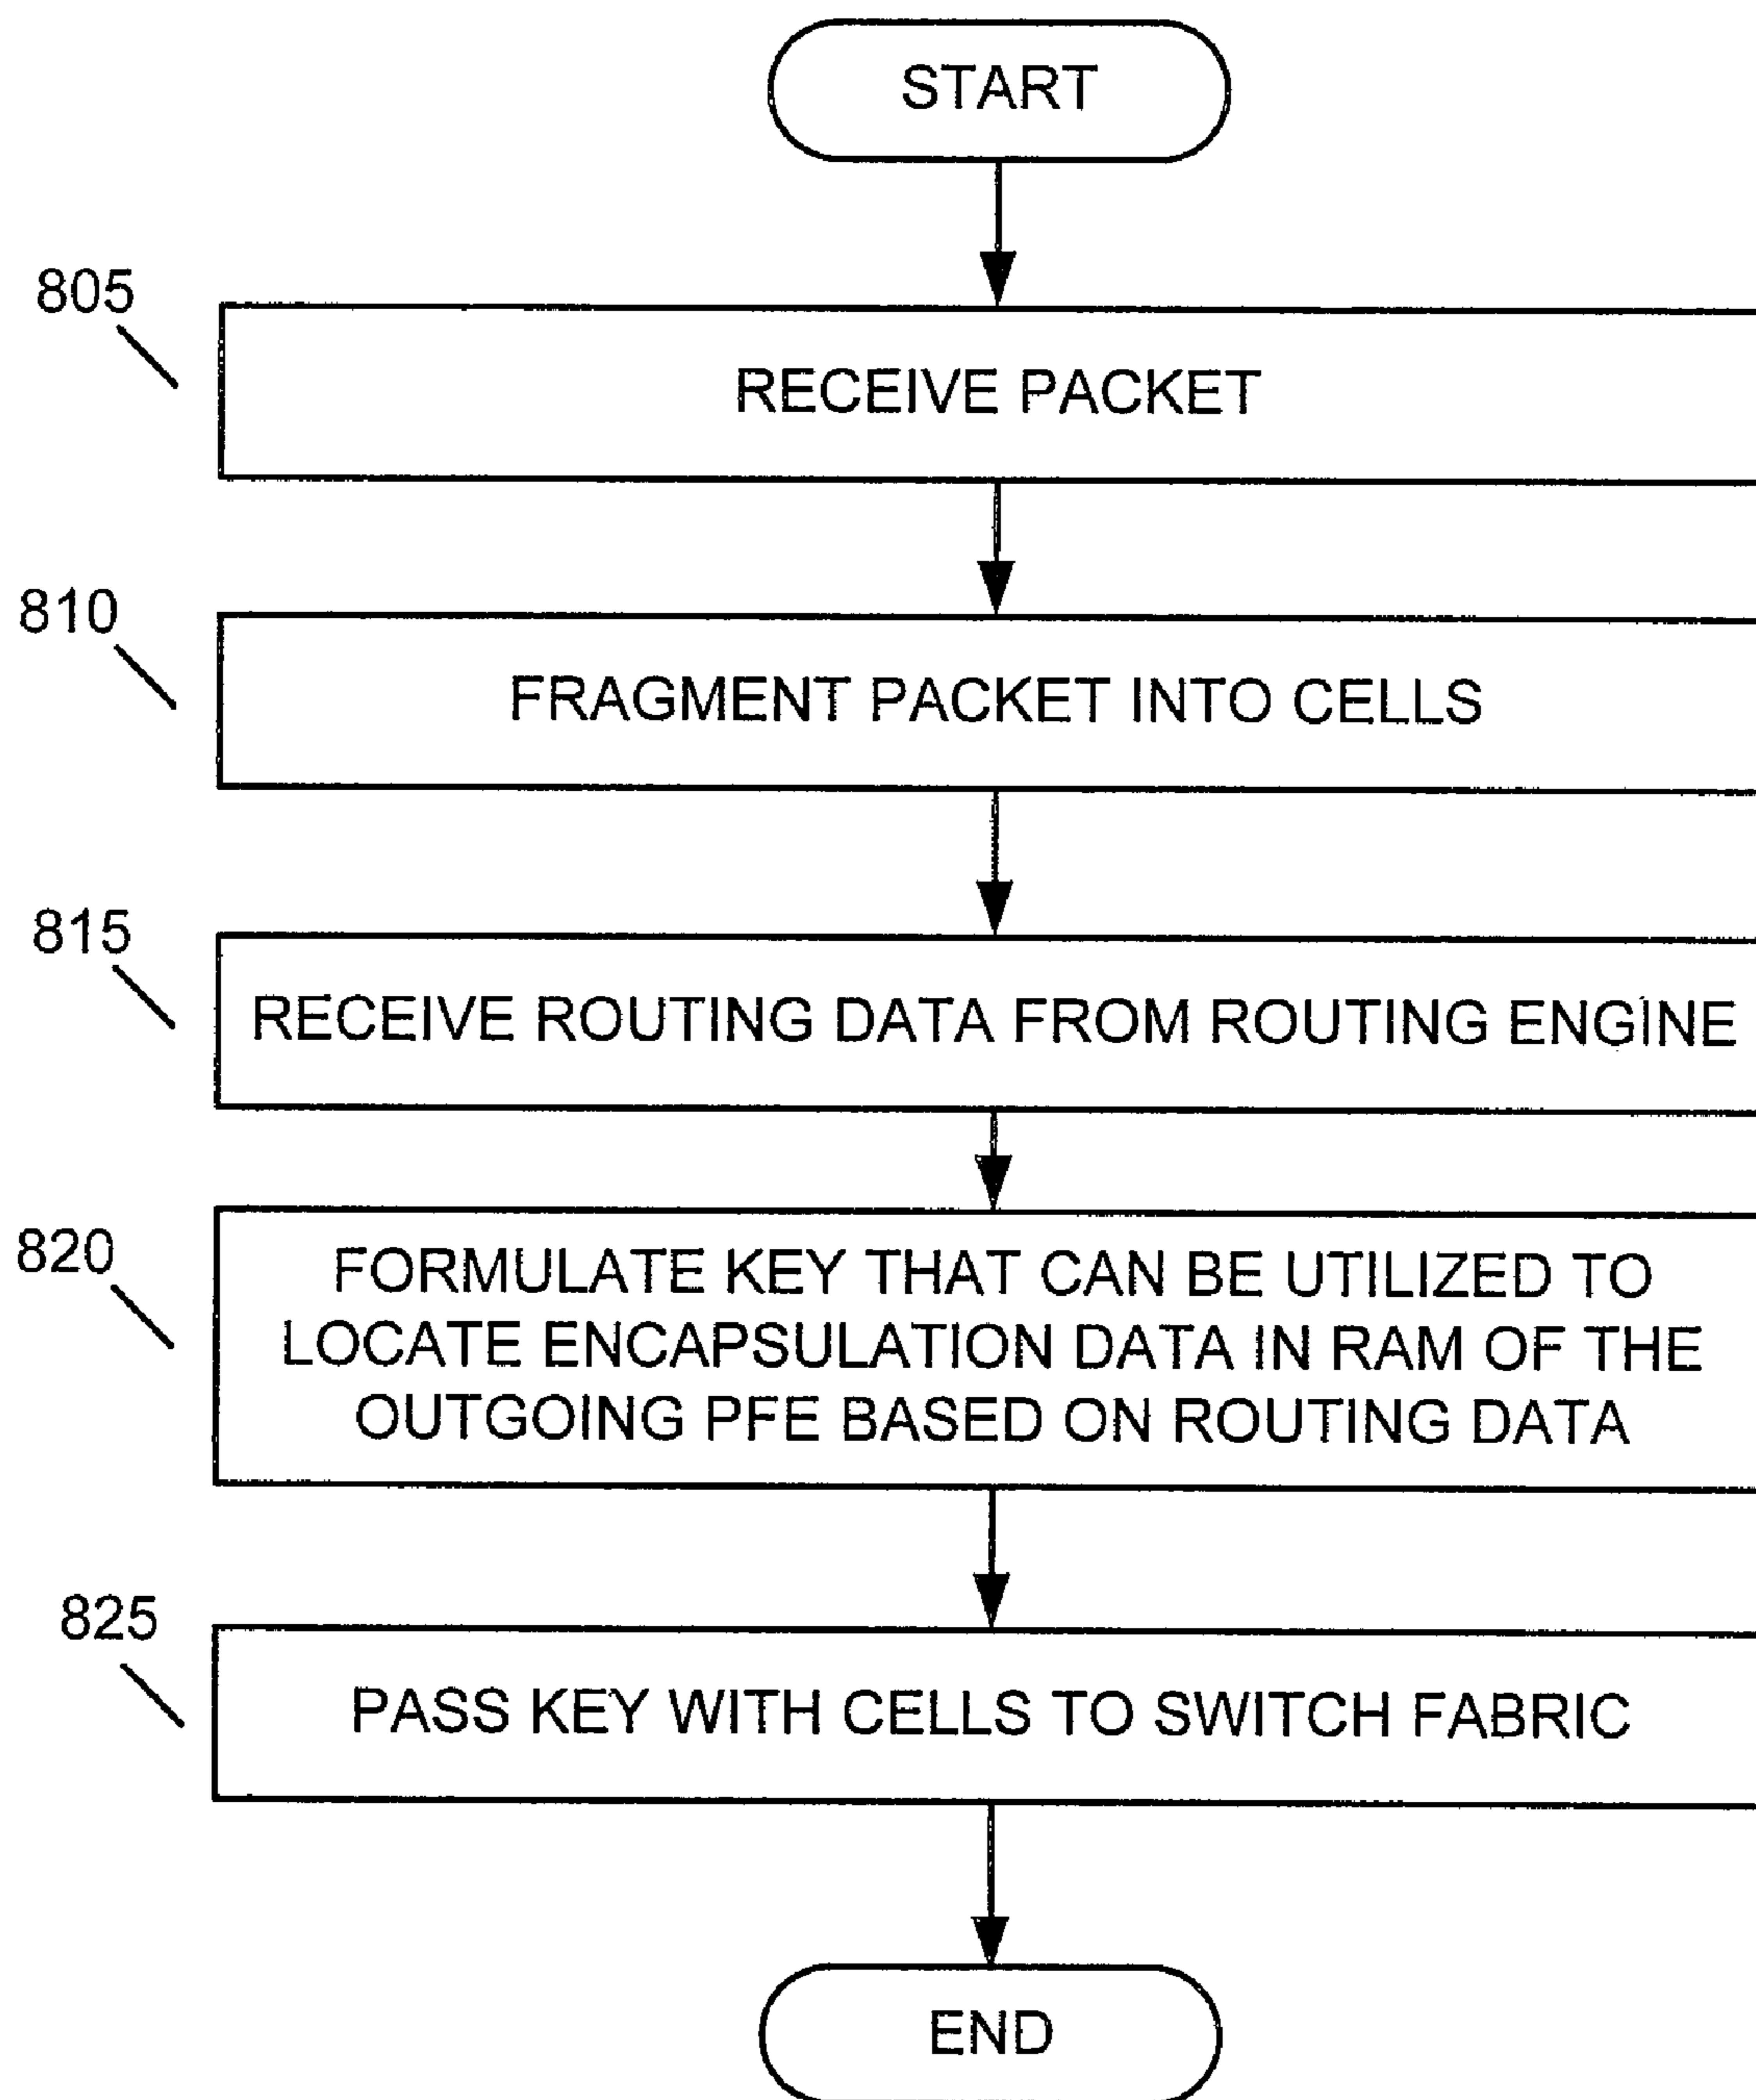 START
805
RECEIVE PACKET
810
FRAGMENT PACKET INTO CELLS
815
RECEIVE ROUTING DATA FROM ROUTING ENGINE
820
FORMULATE KEY THAT CAN BE UTILIZED TO
LOCATE ENCAPSULATION DATA IN RAM OF THE
OUTGOING PFE BASED ON ROUTING DATA
825
PASS KEY WITH CELLS TO SWITCH FABRIC
END